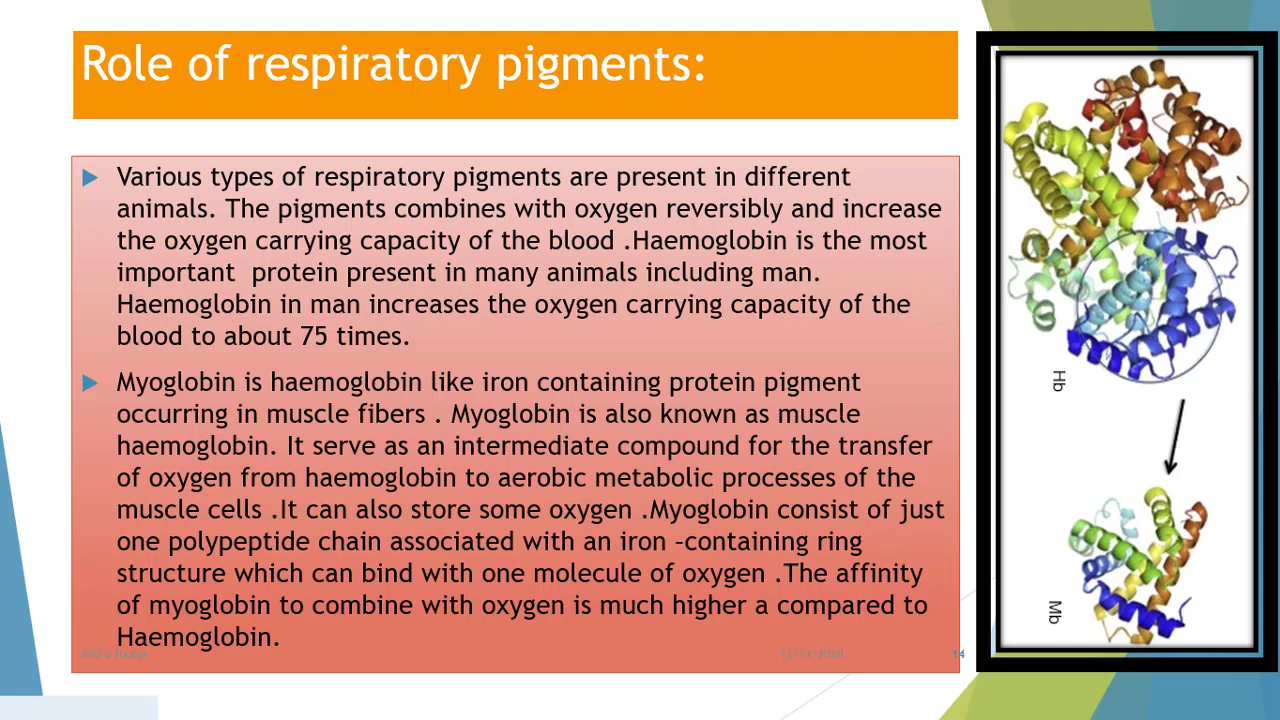 Role of respiratory pigments:
Various types of respiratory pigments are present in different
animals. The pigments combines with oxygen reversibly and increase
the oxygen carrying capacity of the blood .Haemoglobin is the most
important  protein present in many animals including man.
Haemoglobin in man increases the oxygen carrying capacity of the
blood to about 75 times.
Myoglobin is haemoglobin like iron containing protein pigment
occurring in muscle fibers . Myoglobin is also known as muscle
haemoglobin. It serve as an intermediate compound for the transfer
of oxygen from haemoglobin to aerobic metabolic processes of the
muscle cells .It can also store some oxygen .Myoglobin consist of just
one polypeptide chain associated with an iron –containing ring
structure which can bind with one molecule of oxygen .The affinity
of myoglobin to combine with oxygen is much higher a compared to
Haemoglobin.
Add a footer
14
Hb
Mb